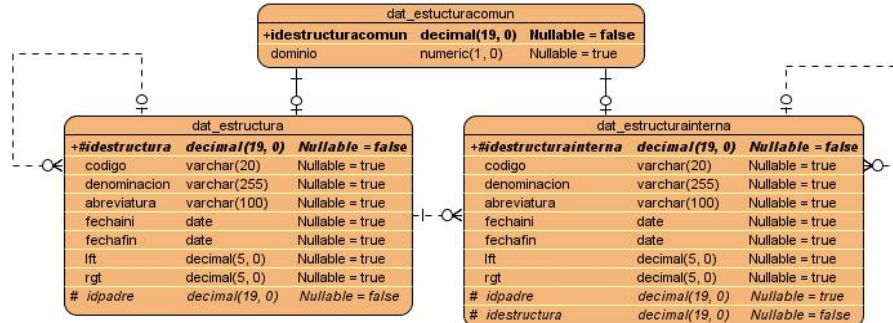 dat_estucturacomun
+idestructuracomun decimal(19, 0) Nullable = false
dominio numeric(1, 0) Nullable = true
dat_estructura
+#idestructura decimal(19, 0) Nullable = false
codigo varchar(20) Nullable = true
denominacion varchar(255) Nullable = true
abreviatura varchar(100) Nullable = true
fechaini date Nullable = true
fechafin date Nullable = true
lft decimal(5, 0) Nullable = true
rgt decimal(5, 0) Nullable = true
# idpadre decimal(19, 0) Nullable = false
dat_estructurainterna
+#idestructurainterna decimal(19, 0) Nullable = false
codigo varchar(20) Nullable = true
denominacion varchar(255) Nullable = true
abreviatura varchar(100) Nullable = true
fechaini date Nullable = true
fechafin date Nullable = true
lft decimal(5, 0) Nullable = true
rgt decimal(5, 0) Nullable = true
# idpadre decimal(19, 0) Nullable = true
# idestructura decimal(19, 0) Nullable = false